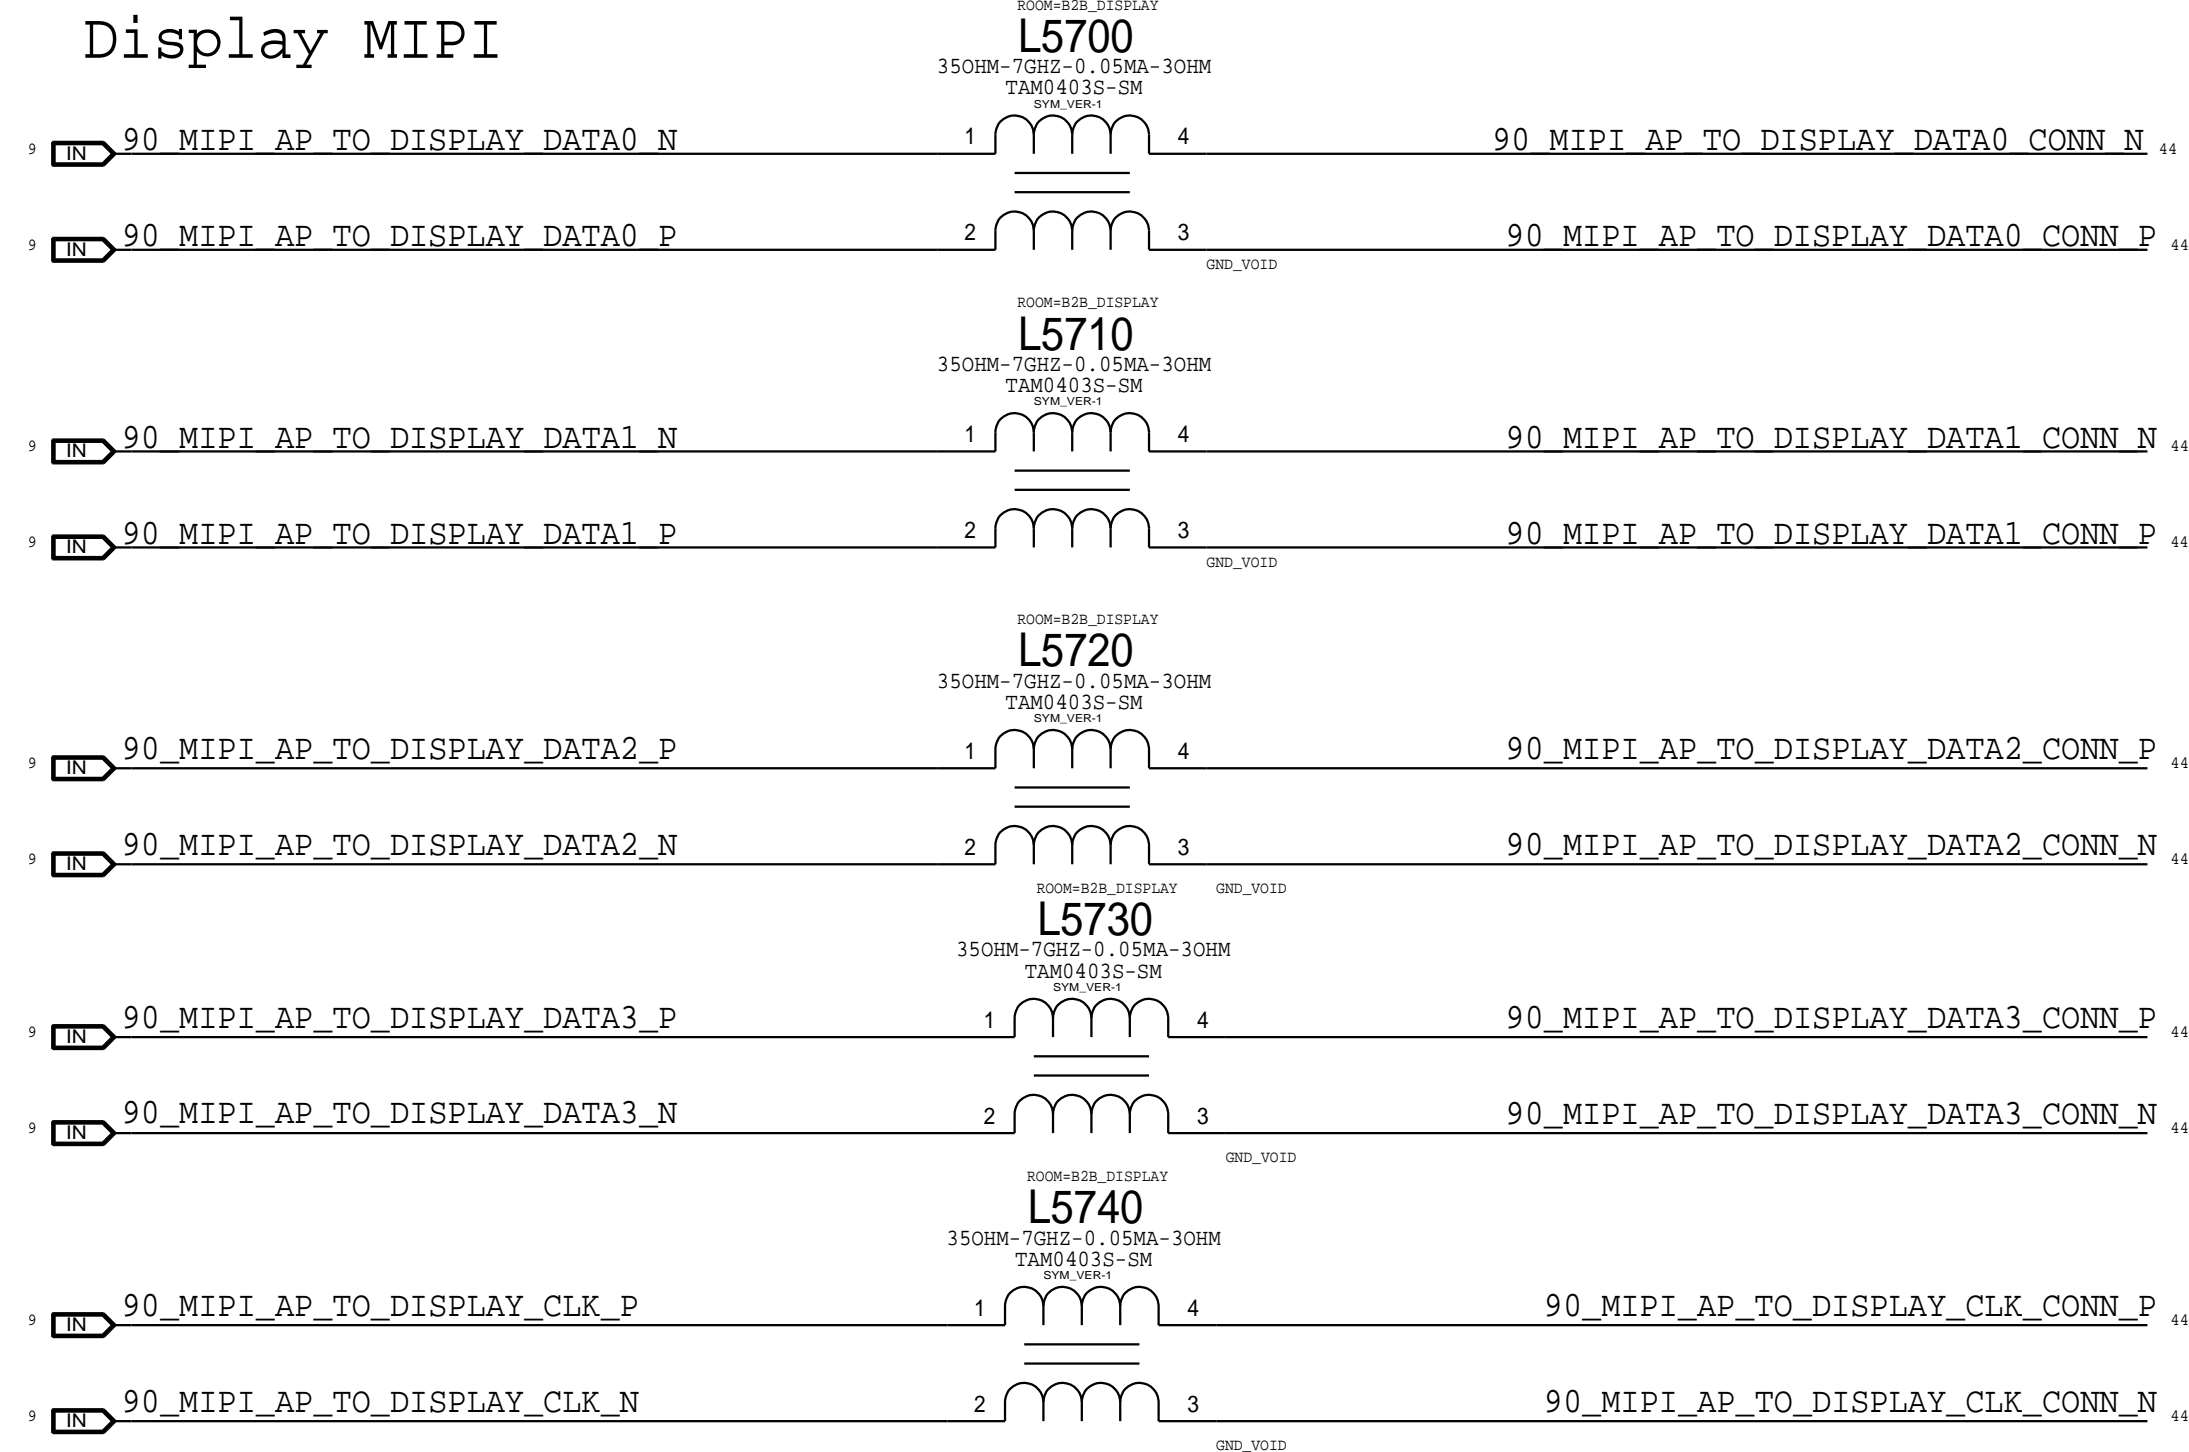 Display MIPI
ROOM=B2B_DISPLAY
L5700
35OHM-7GHZ-0.05MA-3OHM
TAM0403S-SM
SYM_VER-1
9 IN 90_MIPI_AP_TO_DISPLAY_DATA0_N 1 4 90_MIPI_AP_TO_DISPLAY_DATA0_CONN_N 44
9 IN 90_MIPI_AP_TO_DISPLAY_DATA0_P 2 3 90_MIPI_AP_TO_DISPLAY_DATA0_CONN_P 44
GND_VOID
ROOM=B2B_DISPLAY
L5710
35OHM-7GHZ-0.05MA-3OHM
TAM0403S-SM
SYM_VER-1
9 IN 90_MIPI_AP_TO_DISPLAY_DATA1_N 1 4 90_MIPI_AP_TO_DISPLAY_DATA1_CONN_N 44
9 IN 90_MIPI_AP_TO_DISPLAY_DATA1_P 2 3 90_MIPI_AP_TO_DISPLAY_DATA1_CONN_P 44
GND_VOID
ROOM=B2B_DISPLAY
L5720
35OHM-7GHZ-0.05MA-3OHM
TAM0403S-SM
SYM_VER-1
9 IN 90_MIPI_AP_TO_DISPLAY_DATA2_P 1 4 90_MIPI_AP_TO_DISPLAY_DATA2_CONN_P 44
9 IN 90_MIPI_AP_TO_DISPLAY_DATA2_N 2 3 90_MIPI_AP_TO_DISPLAY_DATA2_CONN_N 44
ROOM=B2B_DISPLAY GND_VOID
L5730
35OHM-7GHZ-0.05MA-3OHM
TAM0403S-SM
SYM_VER-1
9 IN 90_MIPI_AP_TO_DISPLAY_DATA3_P 1 4 90_MIPI_AP_TO_DISPLAY_DATA3_CONN_P 44
9 IN 90_MIPI_AP_TO_DISPLAY_DATA3_N 2 3 90_MIPI_AP_TO_DISPLAY_DATA3_CONN_N 44
GND_VOID
ROOM=B2B_DISPLAY
L5740
35OHM-7GHZ-0.05MA-3OHM
TAM0403S-SM
SYM_VER-1
9 IN 90_MIPI_AP_TO_DISPLAY_CLK_P 1 4 90_MIPI_AP_TO_DISPLAY_CLK_CONN_P 44
9 IN 90_MIPI_AP_TO_DISPLAY_CLK_N 2 3 90_MIPI_AP_TO_DISPLAY_CLK_CONN_N 44
GND_VOID